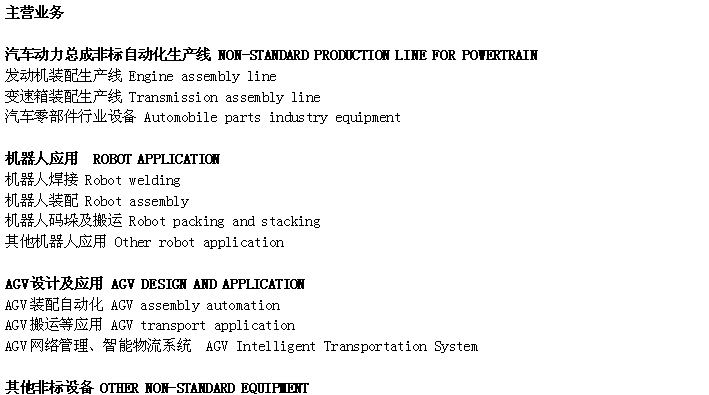 主营业务
汽车动力总成非标自动化生产线 NON-STANDARD PRODUCTION LINE FOR POWERTRAIN
发动机装配生产线 Engine assembly line
变速箱装配生产线 Transmission assembly line
汽车零部件行业设备 Automobile parts industry equipment
机器人应用 ROBOT APPLICATION
机器人焊接 Robot welding
机器人装配 Robot assembly
机器人码垛及搬运 Robot packing and stacking
其他机器人应用 Other robot application
AGV设计及应用 AGV DESIGN AND APPLICATION
AGV装配自动化 AGV assembly automation
AGV搬运等应用 AGV transport application
AGV网络管理、智能物流系统 AGV Intelligent Transportation System
其他非标设备 OTHER NON-STANDARD EQUIPMENT